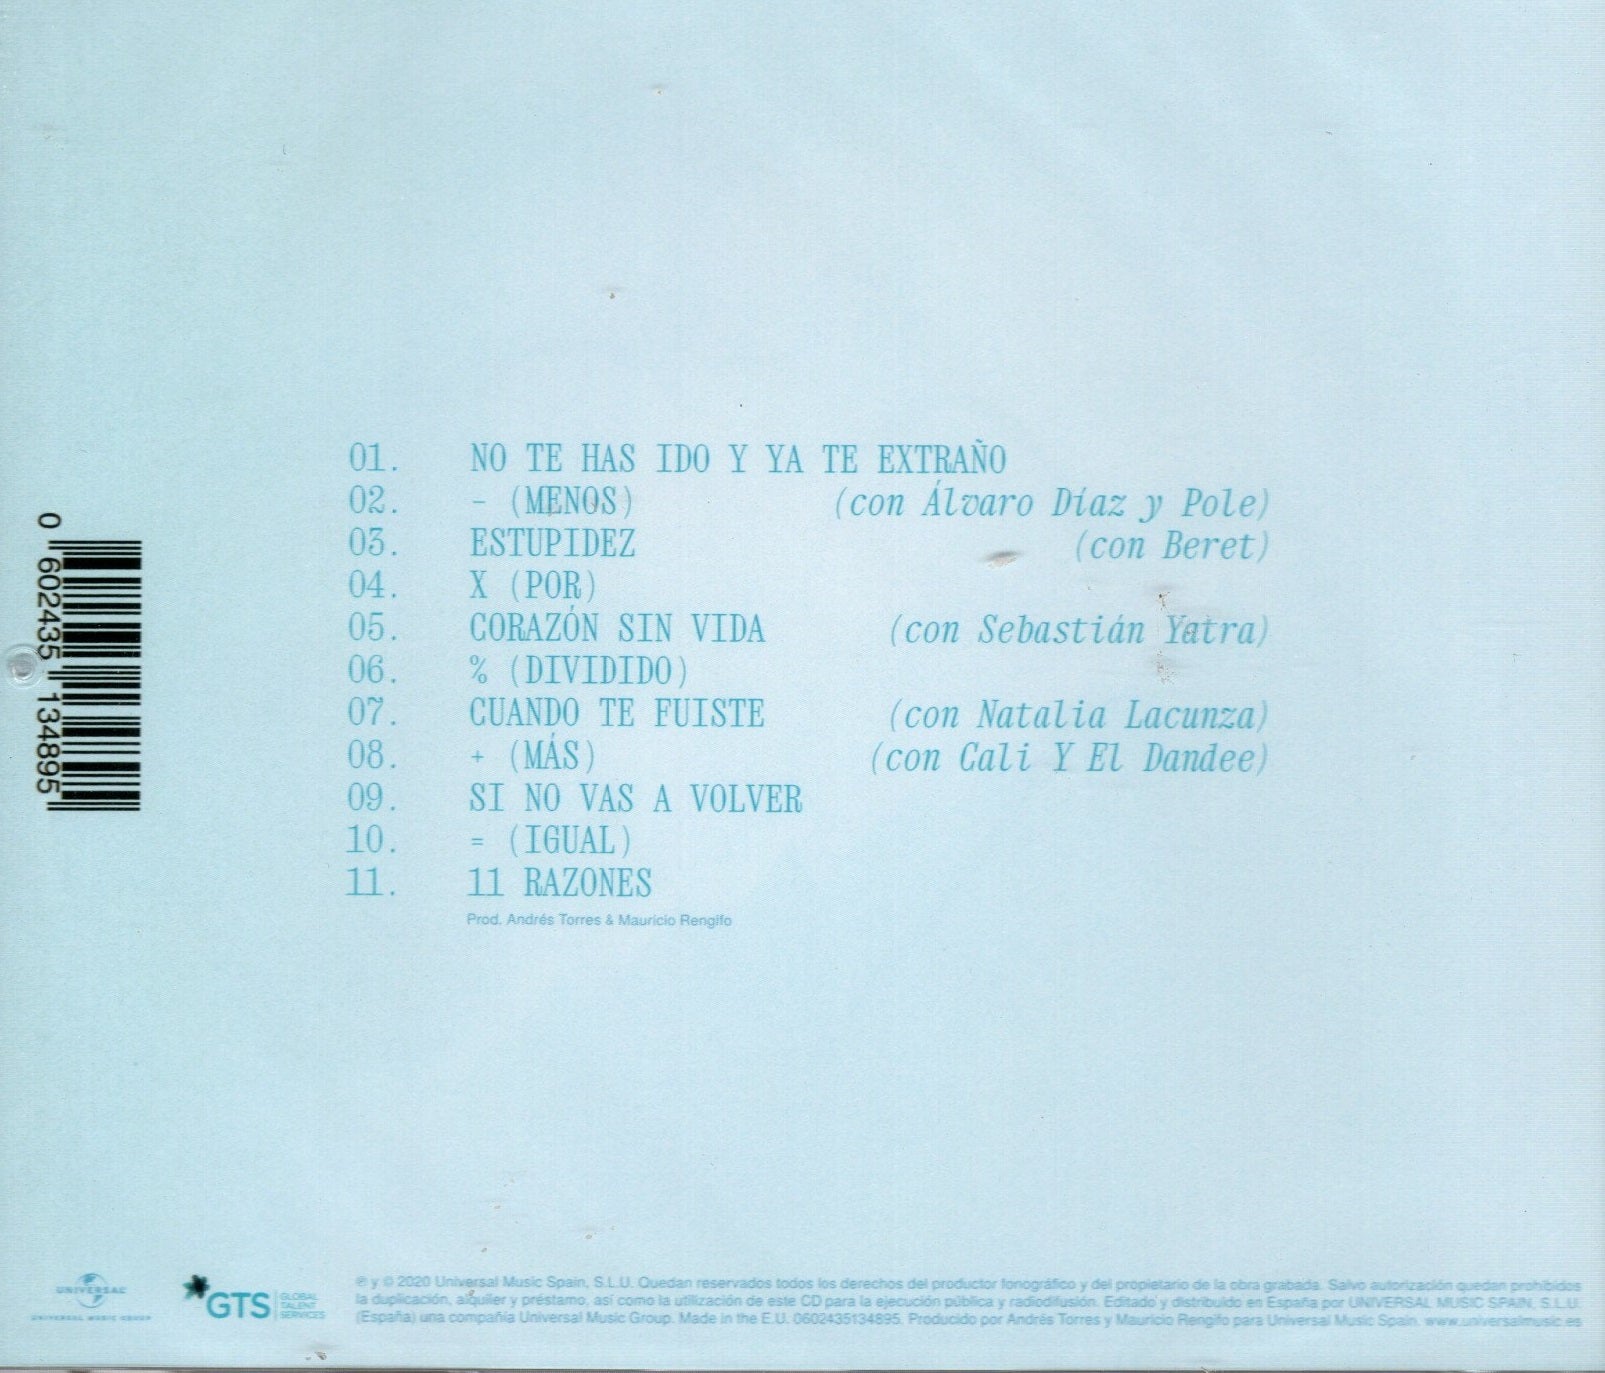 01. NO TE HAS IDO Y YA TE EXTRAÑO
02. - (MENOS) (con Álvaro Díaz y Pole)
03. ESTUPIDEZ (con Beret)
04. X (POR)
05. CORAZÓN SIN VIDA (con Sebastián Yatra)
06. % (DIVIDIDO)
07. CUANDO TE FUISTE (con Natalia Lacunza)
08. + (MÁS) (con Cali Y El Dandee)
09. SI NO VAS A VOLVER
10. = (IGUAL)
11. 11 RAZONES
Prod. Andrés Torres & Mauricio Rengifo
0 602435 134895
UNIVERSAL
UNIVERSAL MUSIC GROUP
GTS GLOBAL
TALENT
SERVICES
℗ y © 2020 Universal Music Spain, S.L.U. Quedan reservados todos los derechos del productor fonográfico y del propietario de la obra grabada. Salvo autorización quedan prohibidos
la duplicación, alquiler y préstamo, así como la utilización de este CD para la ejecución pública y radiodifusión. Editado y distribuido en España por UNIVERSAL MUSIC SPAIN, S.L.U.
(España) una compañía Universal Music Group. Made in the E.U. 0602435134895. Producido por Andrés Torres y Mauricio Rengifo para Universal Music Spain. www.universalmusic.es